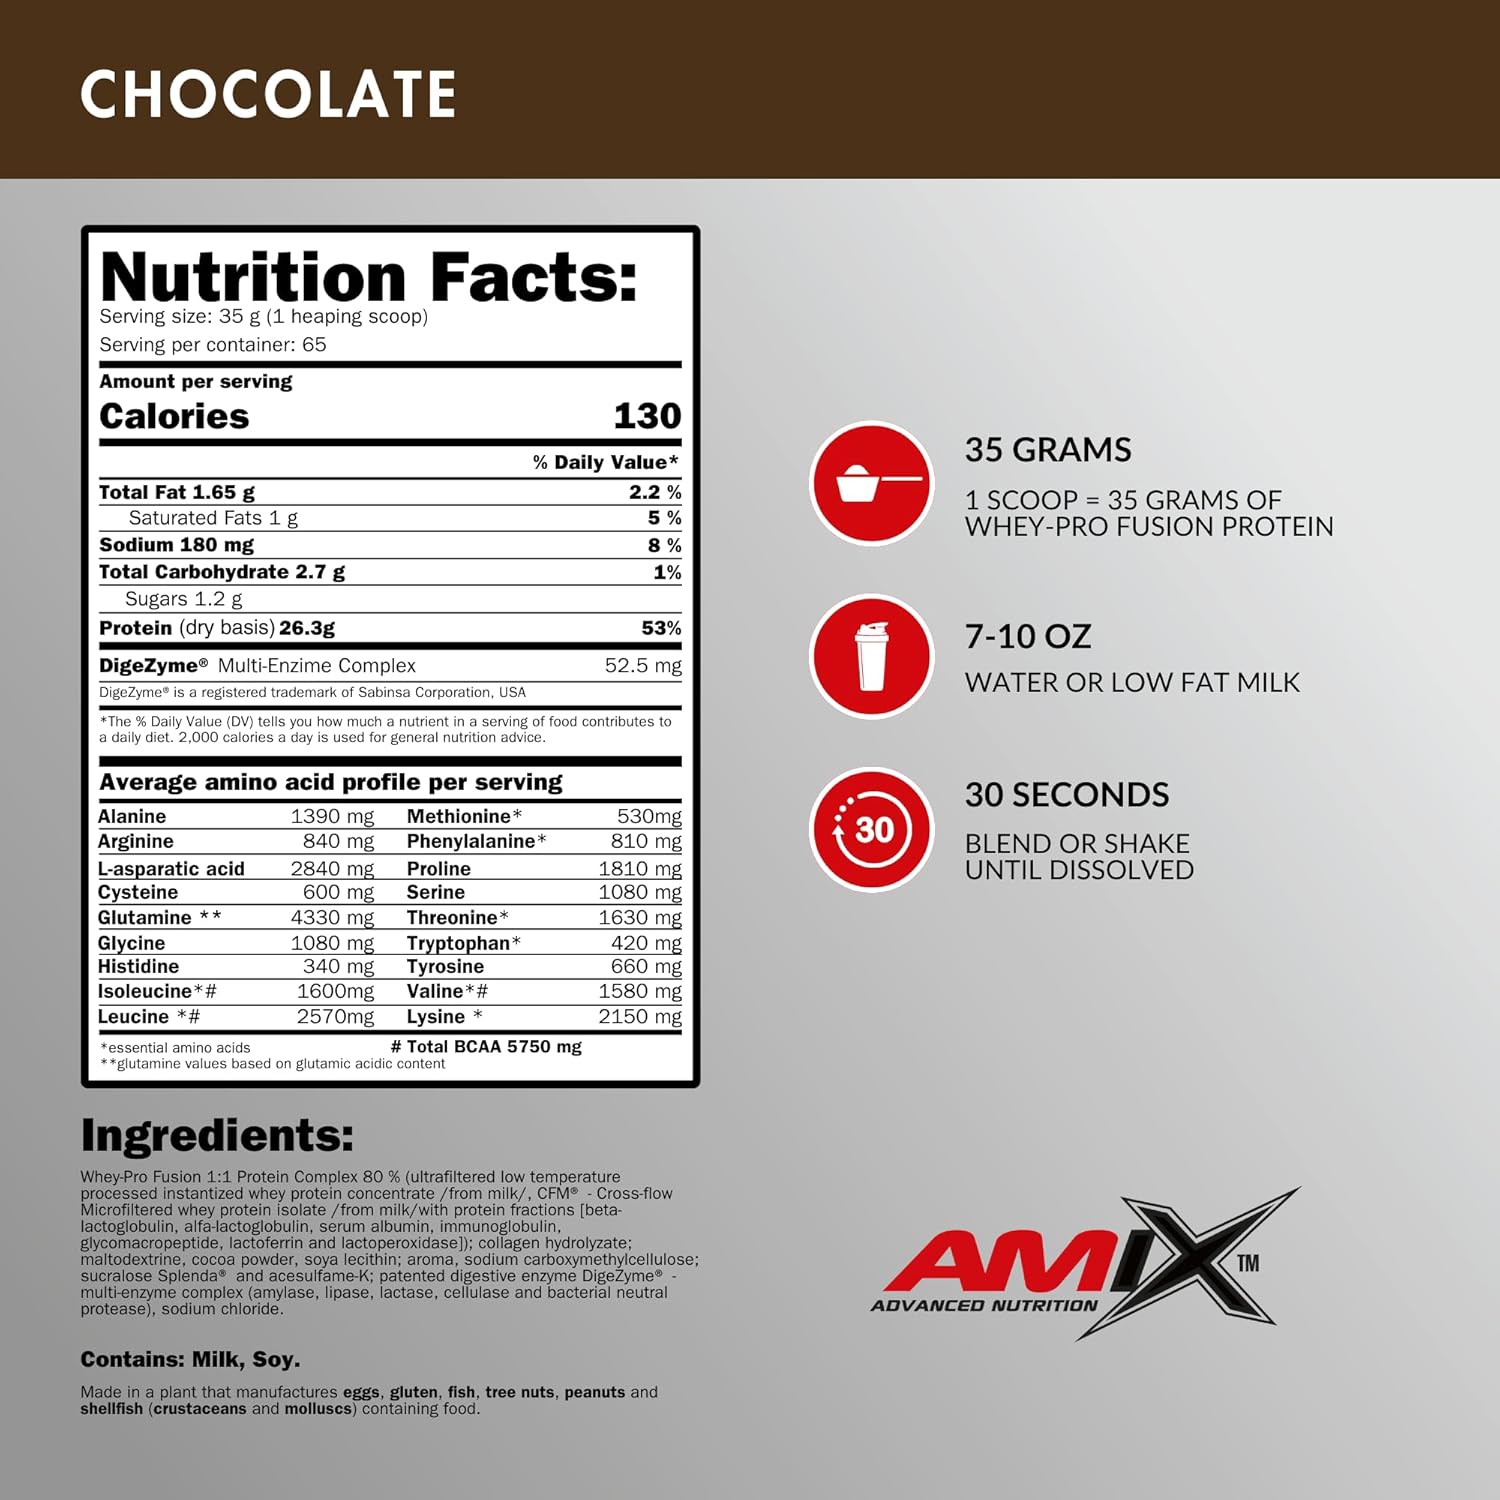 CHOCOLATE
Nutrition Facts:
Serving size: 35 g (1 heaping scoop)
Serving per container: 65
Amount per serving
Calories 130
% Daily Value*
Total Fat 1.65 g 2.2 %
Saturated Fats 1 g 5 %
Sodium 180 mg 8 %
Total Carbohydrate 2.7 g 1%
Sugars 1.2 g
Protein (dry basis) 26.3g 53%
DigeZyme® Multi-Enzime Complex 52.5 mg
DigeZyme® is a registered trademark of Sabinsa Corporation, USA
*The % Daily Value (DV) tells you how much a nutrient in a serving of food contributes to
a daily diet. 2,000 calories a day is used for general nutrition advice.
Average amino acid profile per serving
Alanine 1390 mg Methionine* 530mg
Arginine 840 mg Phenylalanine* 810 mg
L-asparatic acid 2840 mg Proline 1810 mg
Cysteine 600 mg Serine 1080 mg
Glutamine ** 4330 mg Threonine* 1630 mg
Glycine 1080 mg Tryptophan* 420 mg
Histidine 340 mg Tyrosine 660 mg
Isoleucine*# 1600mg Valine*# 1580 mg
Leucine *# 2570mg Lysine * 2150 mg
*essential amino acids # Total BCAA 5750 mg
**glutamine values based on glutamic acidic content
Ingredients:
Whey-Pro Fusion 1:1 Protein Complex 80 % (ultrafiltered low temperature
processed instantized whey protein concentrate /from milk/, CFM® - Cross-flow
Microfiltered whey protein isolate /from milk/with protein fractions [beta-
lactoglobulin, alfa-lactoglobulin, serum albumin, immunoglobulin,
glycomacropeptide, lactoferrin and lactoperoxidase]); collagen hydrolyzate;
maltodextrine, cocoa powder, soya lecithin; aroma, sodium carboxymethylcellulose;
sucralose Splenda® and acesulfame-K; patented digestive enzyme DigeZyme® -
multi-enzyme complex (amylase, lipase, lactase, cellulase and bacterial neutral
protease), sodium chloride.
Contains: Milk, Soy.
Made in a plant that manufactures eggs, gluten, fish, tree nuts, peanuts and
shellfish (crustaceans and molluscs) containing food.
35 GRAMS
1 SCOOP = 35 GRAMS OF
WHEY-PRO FUSION PROTEIN
7-10 OZ
WATER OR LOW FAT MILK
30
30 SECONDS
BLEND OR SHAKE
UNTIL DISSOLVED
AMIX TM
ADVANCED NUTRITION